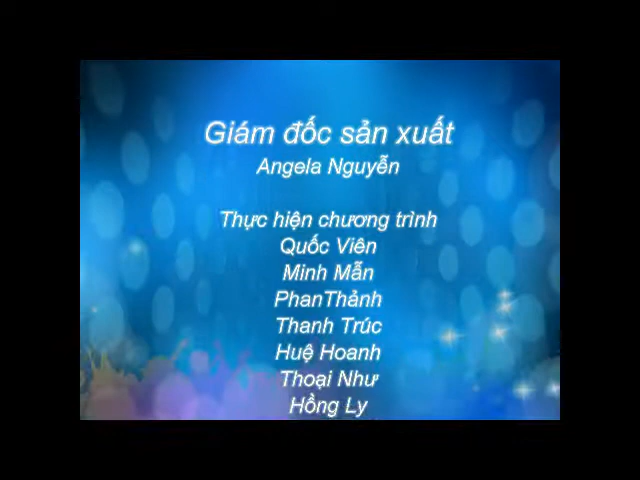 Giám đốc sản xuất
Angela Nguyễn
Thực hiện chương trình
Quốc Viên
Minh Mẫn
PhanThảnh
Thanh Trúc
Huệ Hoanh
Thoại Như
Hồng Ly